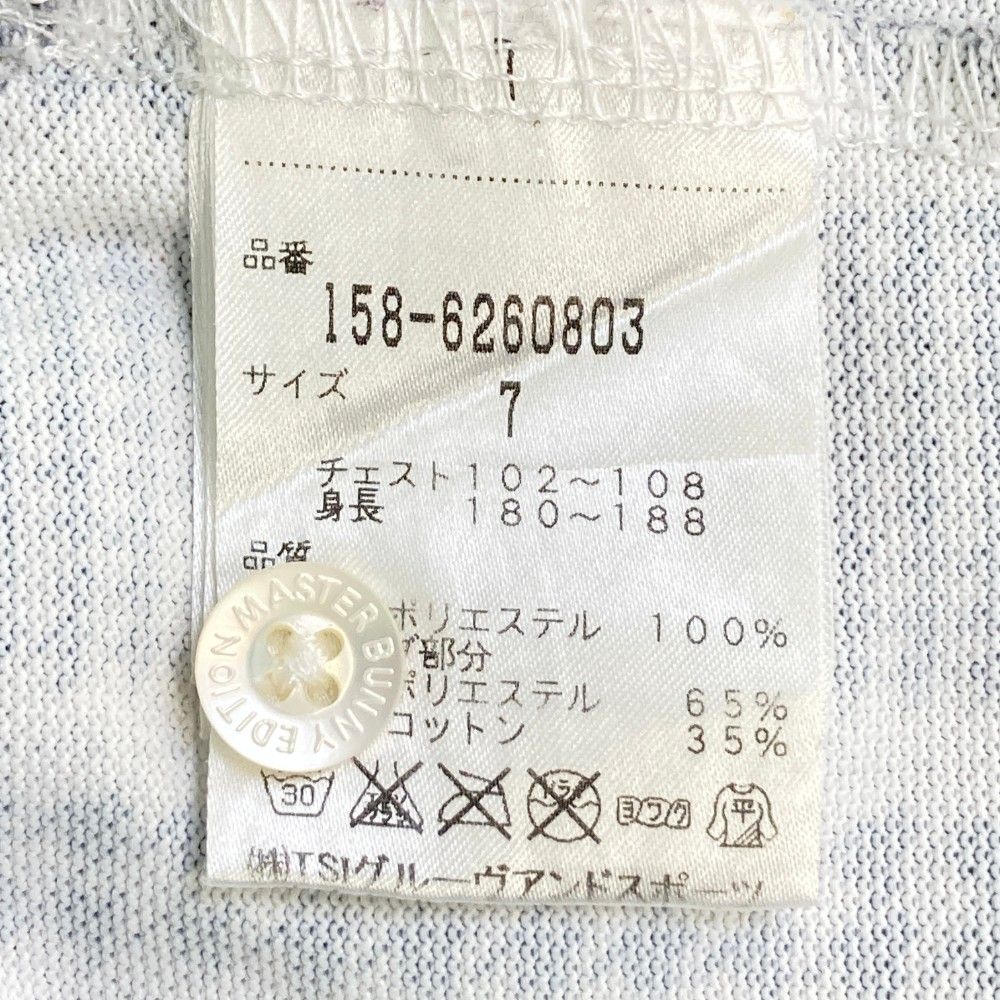 品番
158-6260803
サイズ 7
チェスト 102～108
身長 180～188
品質
ポリエステル 100%
部分
ポリエステル 65%
コットン 35%
MASTER BUNNY EDITION
30
ヨワク
平
㈱TSIグルーヴアンドスポーツ